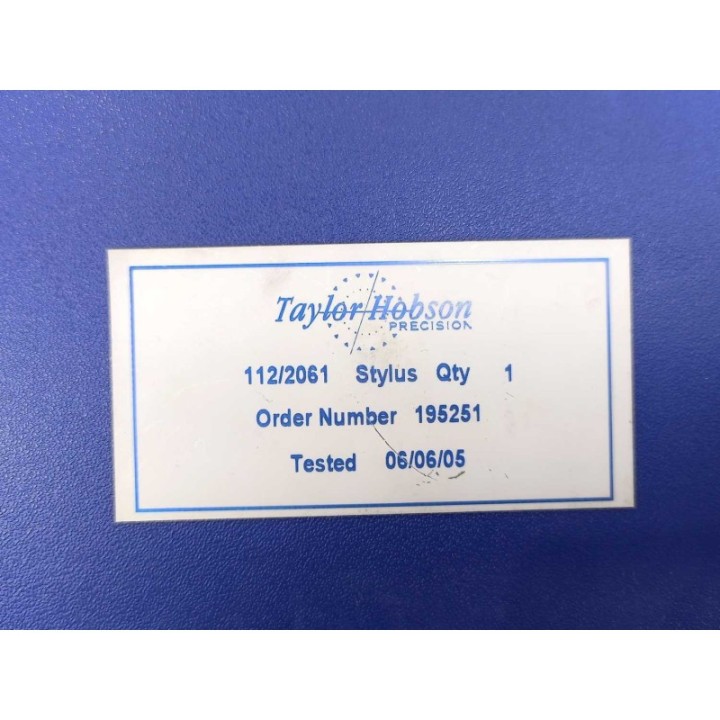 Taylor Hobson
PRECISION
112/2061 Stylus Qty 1
Order Number 195251
Tested 06/06/05